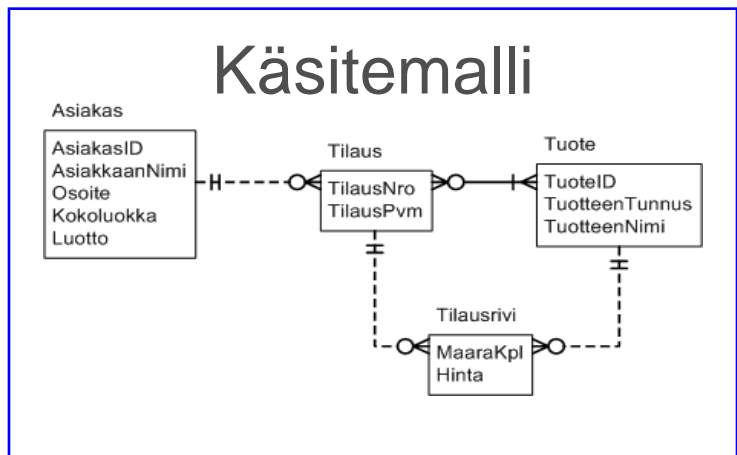 Käsitemalli
Asiakas
AsiakasID
AsiakkaanNimi
Osoite
Kokoluokka
Luotto
Tilaus
TilausNro
TilausPvm
Tuote
TuoteID
TuotteenTunnus
TuotteenNimi
Tilausrivi
MaaraKpl
Hinta